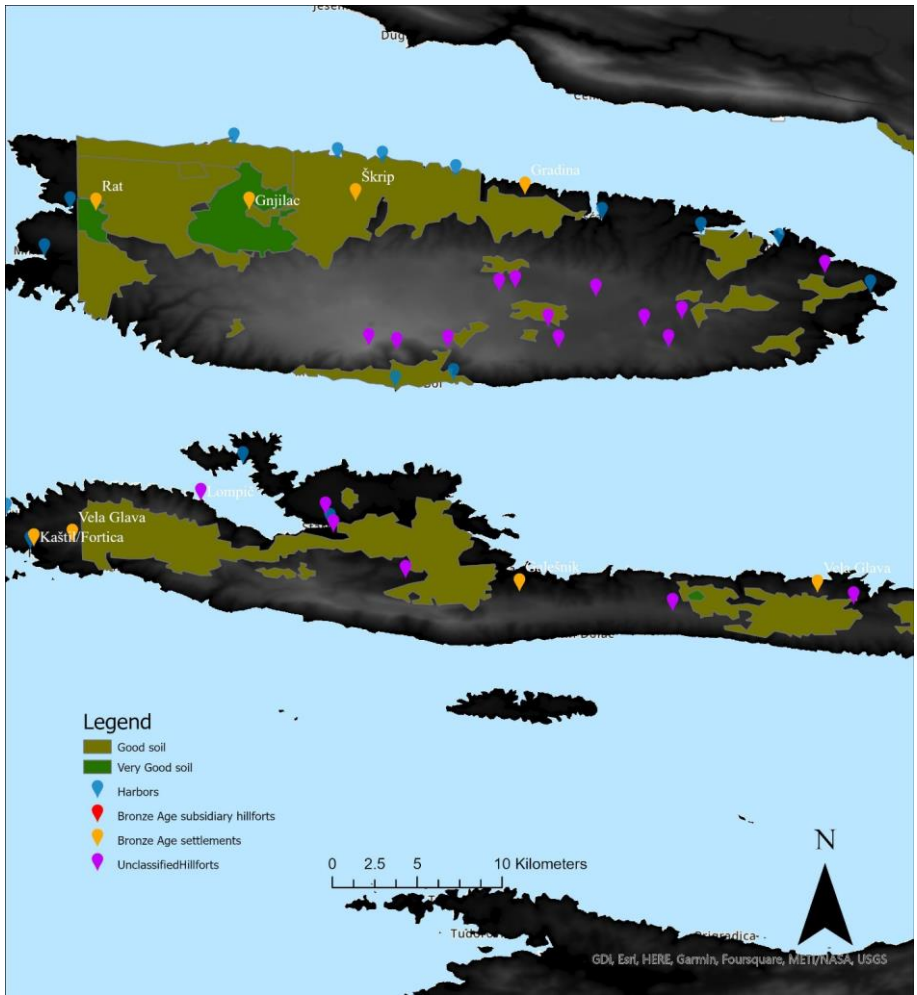 Rat
Gnjilac
Škrip
Gradina
Lompić
Vela Glava
Kaštil/Fortica
Galešnik
Vela Glava
Legend
Good soil
Very Good soil
Harbors
Bronze Age subsidiary hillforts
Bronze Age settlements
UnclassifiedHillforts
0 2.5 5 10 Kilometers
N
GDi, Esri, HERE, Garmin, Foursquare, METI/NASA, USGS